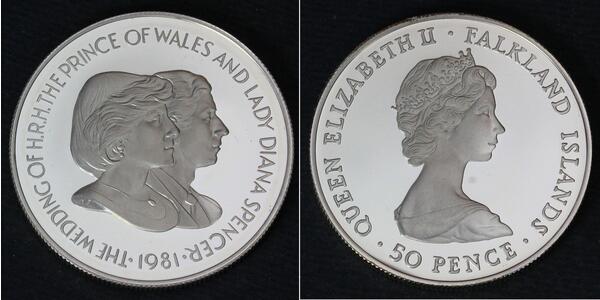 THE WEDDING OF H.R.H. THE PRINCE OF WALES AND LADY DIANA SPENCER
· 1981 ·
QUEEN ELIZABETH II · FALKLAND ISLANDS
· 50 PENCE ·